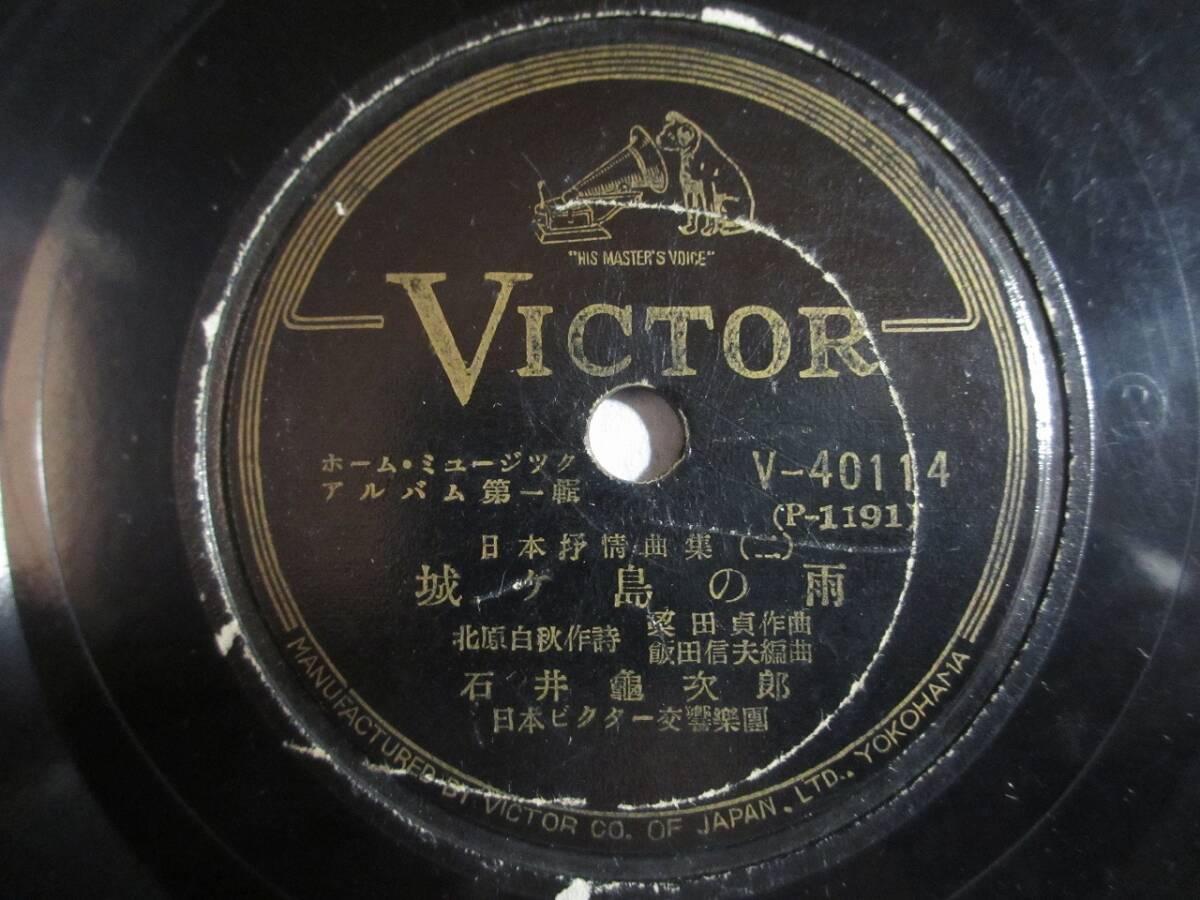 "HIS MASTER'S VOICE"
VICTOR
ホーム・ミュージック
アルバム第一輯
V-40114
(P-1191)
日本抒情曲集(二)
城ケ島の雨
北原白秋作詩
梁田貞作曲
飯田信夫編曲
石井龜次郎
日本ビクター交響樂團
MANUFACTURED BY VICTOR CO. OF JAPAN, LTD., YOKOHAMA